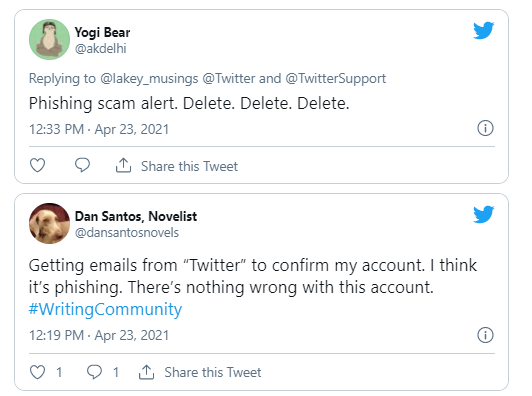 Yogi Bear
@akdelhi
Replying to @lakey_musings @Twitter and @TwitterSupport
Phishing scam alert. Delete. Delete. Delete.
12:33 PM · Apr 23, 2021
Share this Tweet
Dan Santos, Novelist
@dansantosnovels
Getting emails from “Twitter” to confirm my account. I think
it’s phishing. There’s nothing wrong with this account.
#WritingCommunity
12:19 PM · Apr 23, 2021
1 1 Share this Tweet